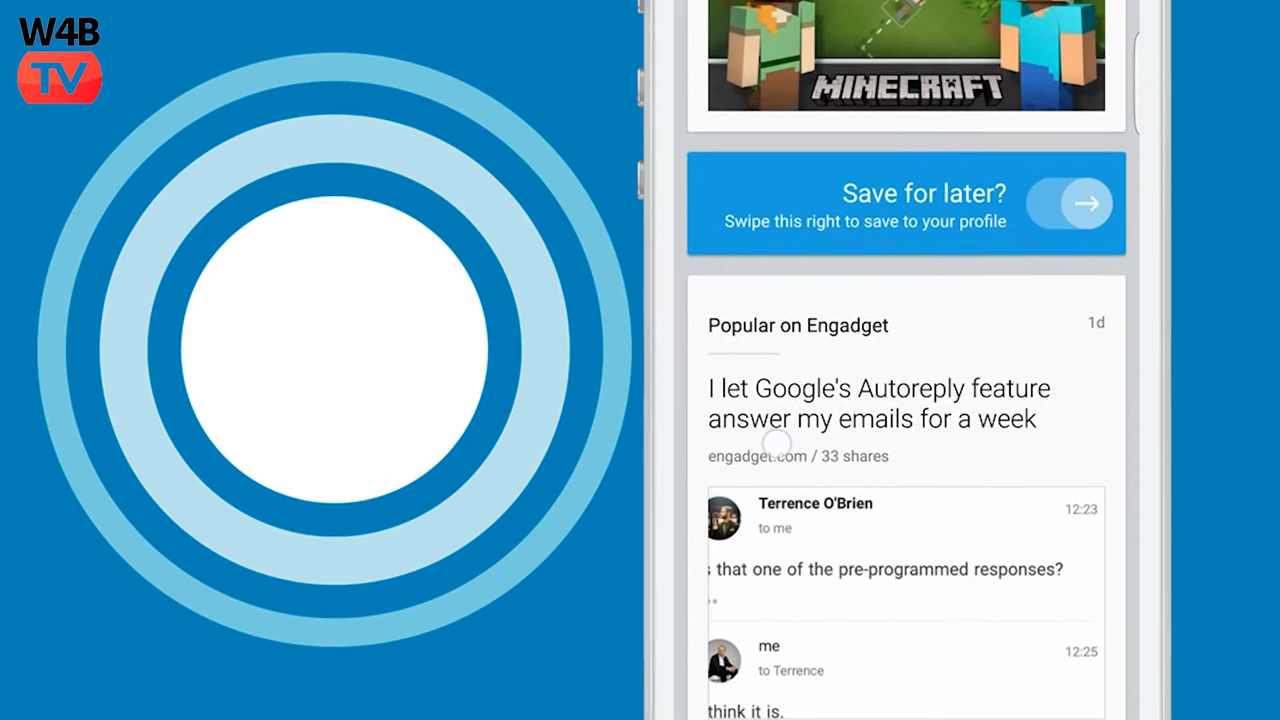 W4B
TV
MINECRAFT
Save for later?
Swipe this right to save to your profile
Popular on Engadget
1d
I let Google's Autoreply feature
answer my emails for a week
engadget.com / 33 shares
Terrence O'Brien
12:23
to me
that one of the pre-programmed responses?
me
12:25
to Terrence
think it is.